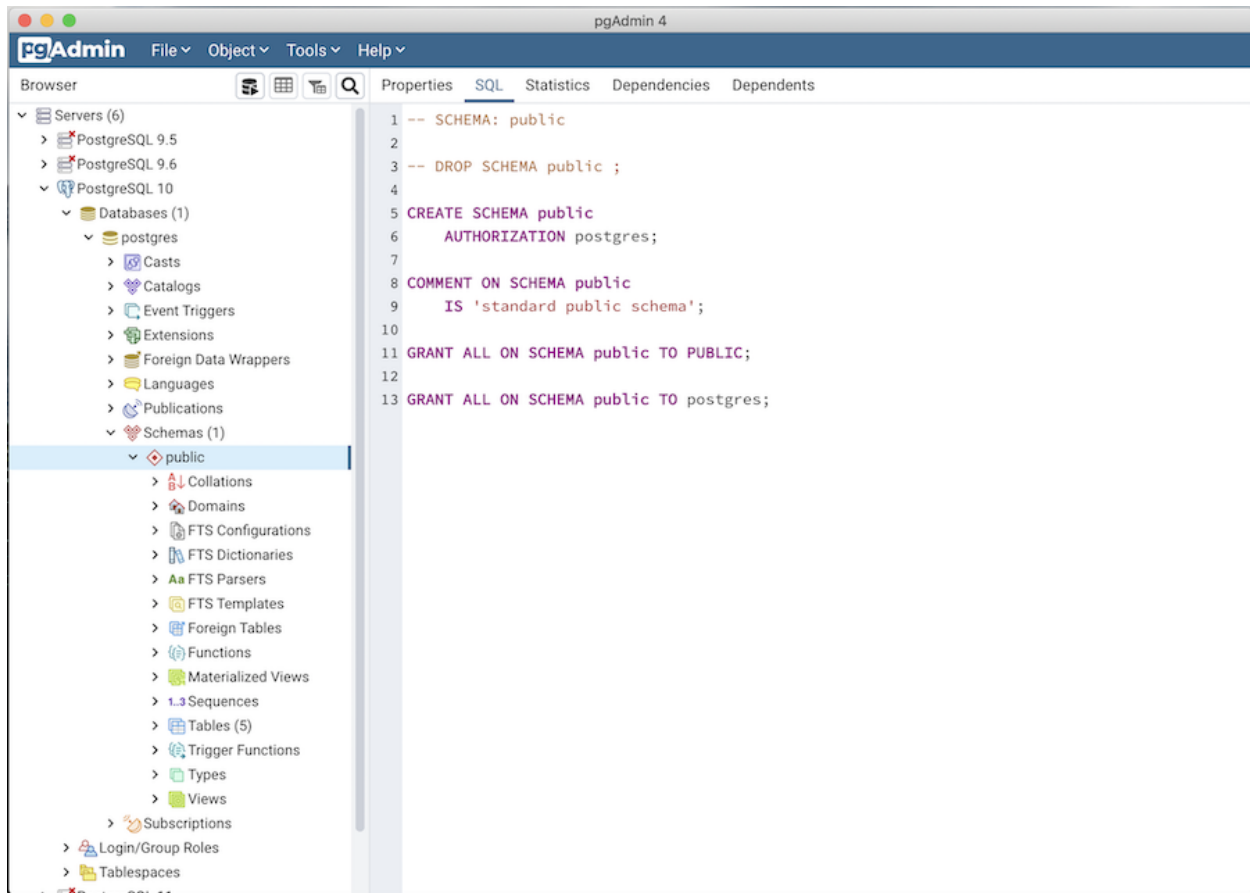 pgAdmin 4
pgAdmin File Object Tools Help
Browser
Properties SQL Statistics Dependencies Dependents
Servers (6)
PostgreSQL 9.5
PostgreSQL 9.6
PostgreSQL 10
Databases (1)
postgres
Casts
Catalogs
Event Triggers
Extensions
Foreign Data Wrappers
Languages
Publications
Schemas (1)
public
Collations
Domains
FTS Configurations
FTS Dictionaries
Aa FTS Parsers
FTS Templates
Foreign Tables
Functions
Materialized Views
1..3 Sequences
Tables (5)
Trigger Functions
Types
Views
Subscriptions
Login/Group Roles
Tablespaces
1 -- SCHEMA: public
2
3 -- DROP SCHEMA public ;
4
5 CREATE SCHEMA public
6 AUTHORIZATION postgres;
7
8 COMMENT ON SCHEMA public
9 IS 'standard public schema';
10
11 GRANT ALL ON SCHEMA public TO PUBLIC;
12
13 GRANT ALL ON SCHEMA public TO postgres;